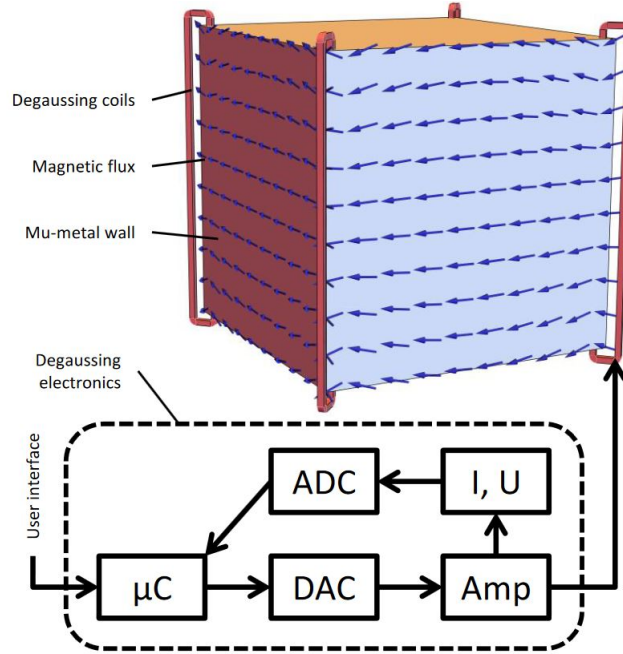 Degaussing coils
Magnetic flux
Mu-metal wall
Degaussing
electronics
User interface
ADC
I, U
µC
DAC
Amp